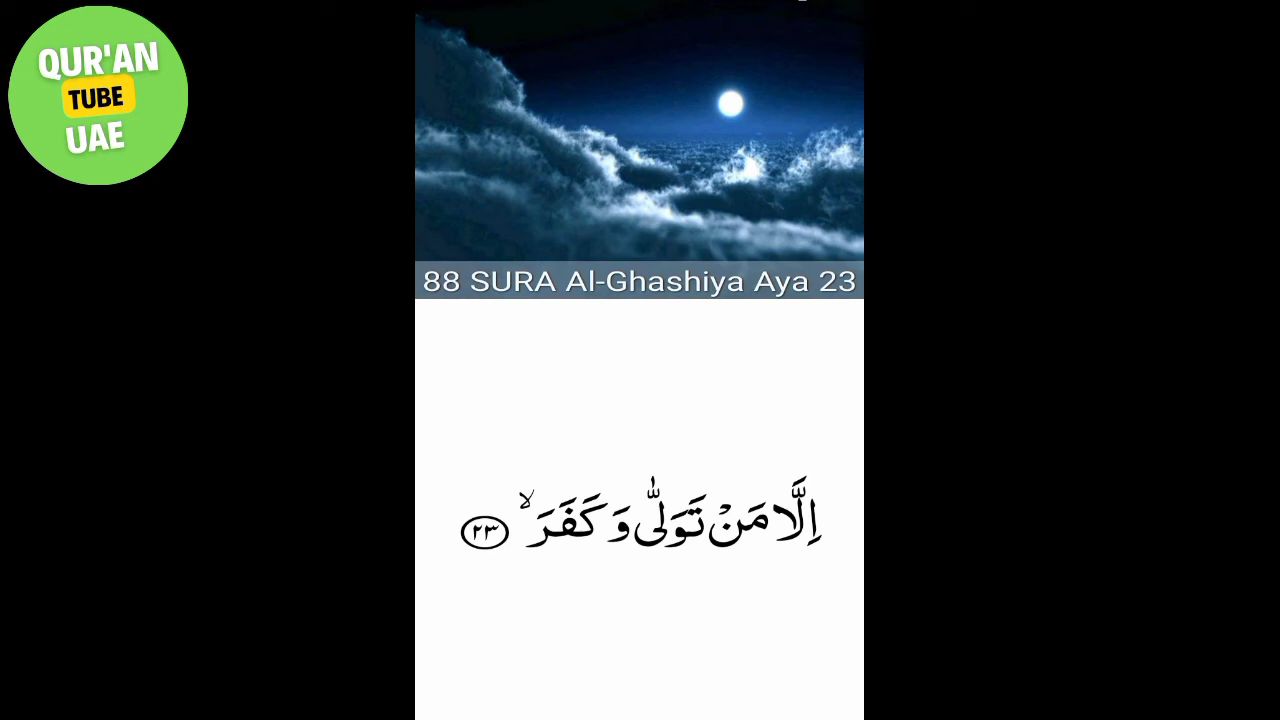 QUR'AN
TUBE
UAE
88 SURA Al-Ghashiya Aya 23
اِلَّا مَنْ تَوَلّٰى وَ كَفَرَ ۙ ٢٣